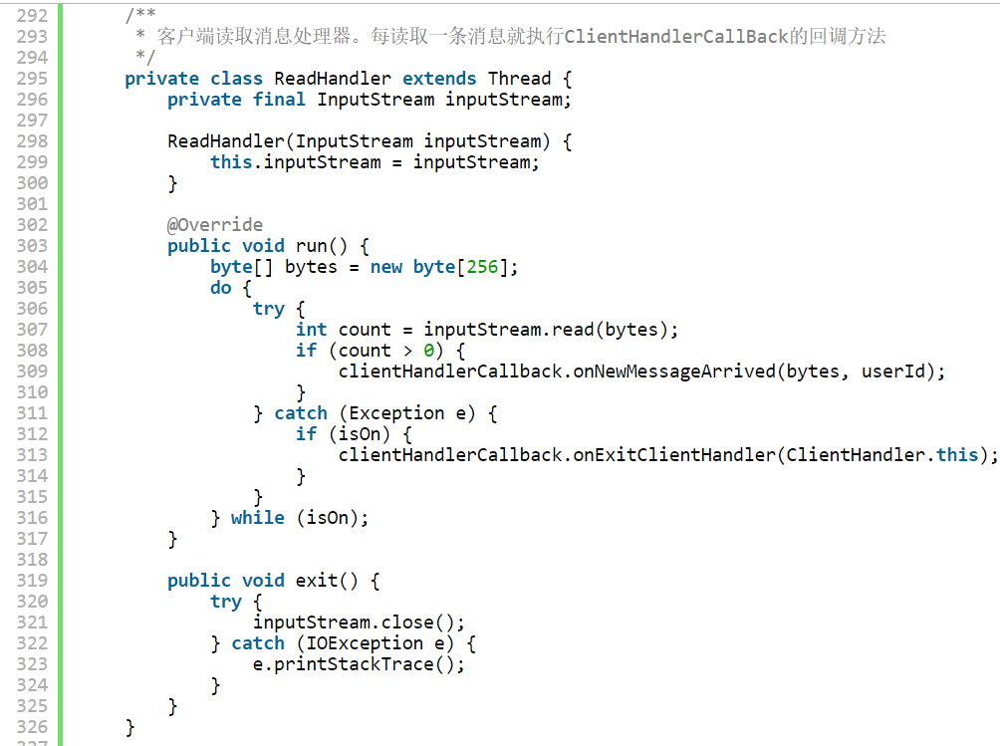 292 /**
293 * 客户端读取消息处理器。每读取一条消息就执行ClientHandlerCallBack的回调方法
294 */
295 private class ReadHandler extends Thread {
296 private final InputStream inputStream;
297
298 ReadHandler(InputStream inputStream) {
299 this.inputStream = inputStream;
300 }
301
302 @Override
303 public void run() {
304 byte[] bytes = new byte[256];
305 do {
306 try {
307 int count = inputStream.read(bytes);
308 if (count > 0) {
309 clientHandlerCallback.onNewMessageArrived(bytes, userId);
310 }
311 } catch (Exception e) {
312 if (isOn) {
313 clientHandlerCallback.onExitClientHandler(ClientHandler.this);
314 }
315 }
316 } while (isOn);
317 }
318
319 public void exit() {
320 try {
321 inputStream.close();
322 } catch (IOException e) {
323 e.printStackTrace();
324 }
325 }
326 }
327